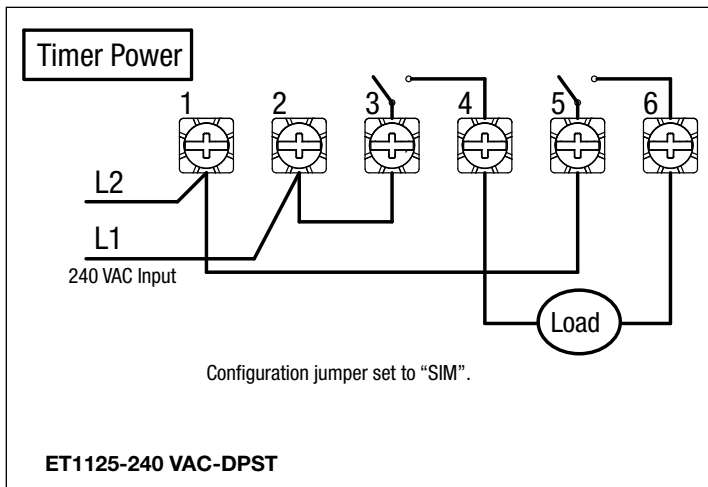 Timer Power
1 2 3 4 5 6
L2
L1
240 VAC Input
Load
Configuration jumper set to “SIM”.
ET1125-240 VAC-DPST